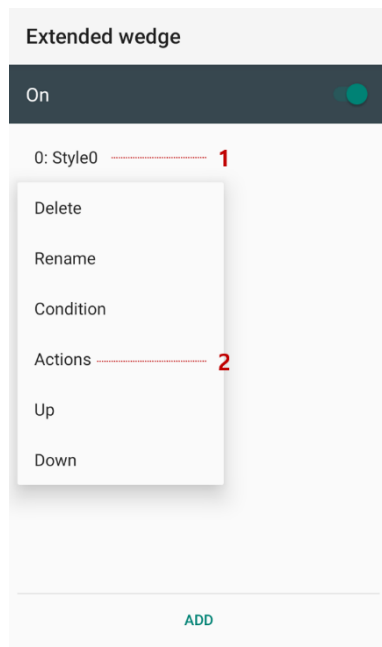 Extended wedge
On
0: Style0 1
Delete
Rename
Condition
Actions 2
Up
Down
ADD